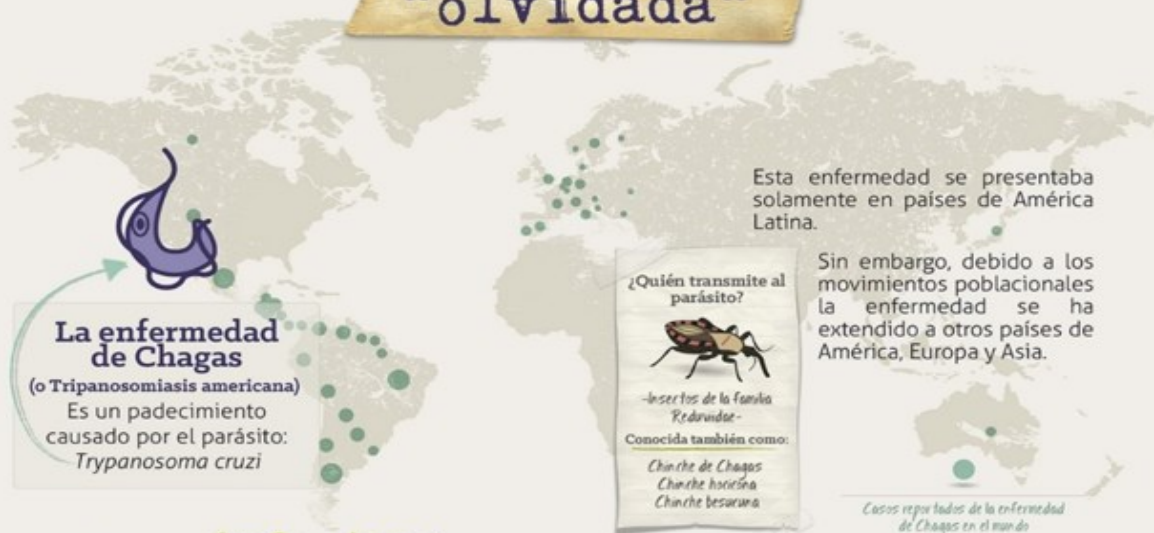 "olvidada"
La enfermedad
de Chagas
(o Tripanosomiasis americana)
Es un padecimiento
causado por el parásito:
Trypanosoma cruzi
Esta enfermedad se presentaba
solamente en países de América
Latina.
Sin embargo, debido a los
movimientos poblacionales
la enfermedad se ha
extendido a otros países de
América, Europa y Asia.
¿Quién transmite al
parásito?
-Insectos de la familia
Reduviidae-
Conocida también como:
Chinche de Chagas
Chinche hocicona
Chinche besucona
Casos reportados de la enfermedad
de Chagas en el mundo